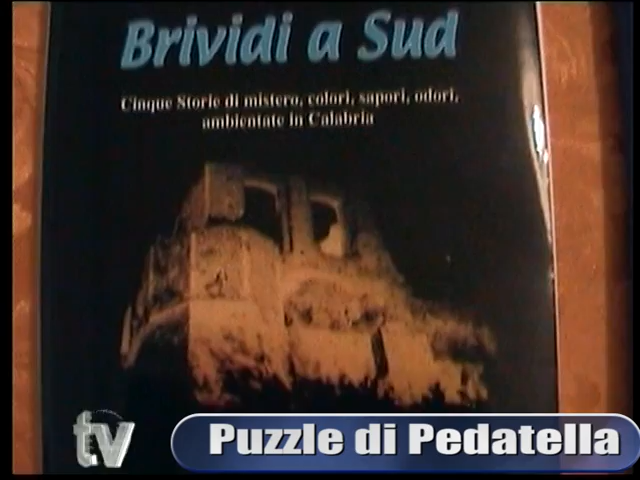 Brividi a Sud
Cinque Storie di mistero, colori, sapori, odori,
ambientate in Calabria
tv
Puzzle di Pedatella